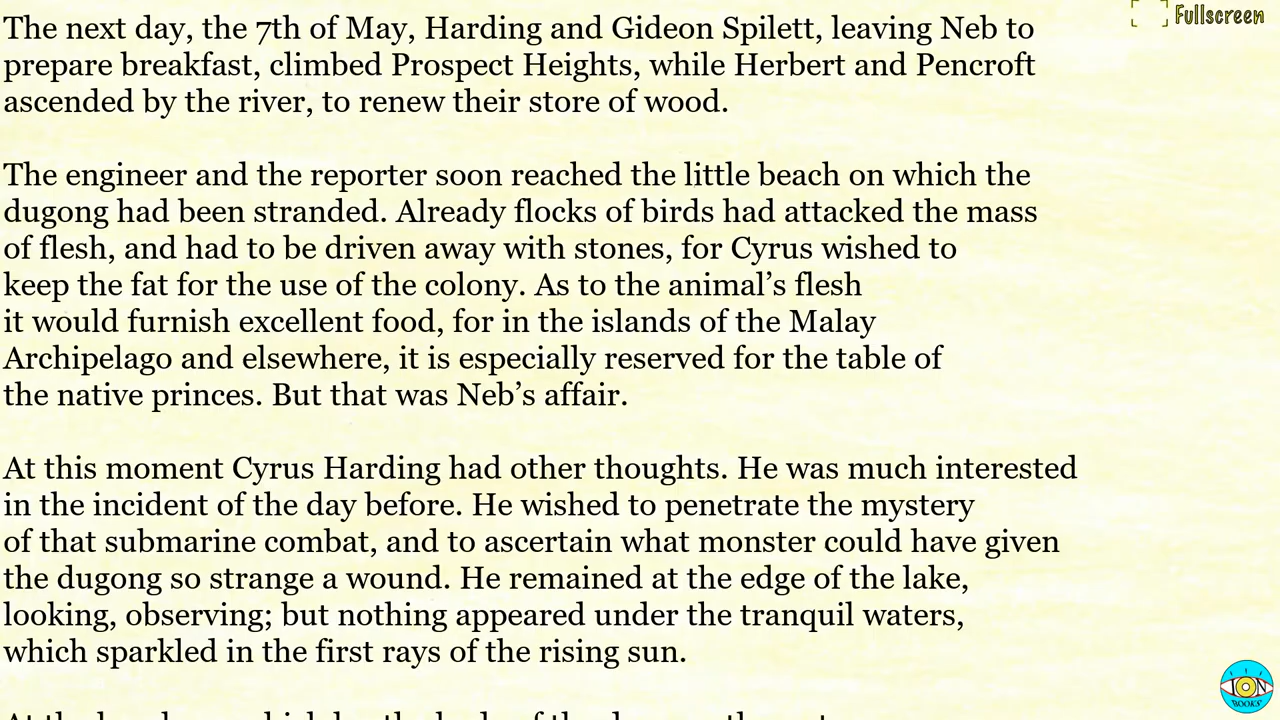 The next day, the 7th of May, Harding and Gideon Spilett, leaving Neb to
prepare breakfast, climbed Prospect Heights, while Herbert and Pencroft
ascended by the river, to renew their store of wood.
The engineer and the reporter soon reached the little beach on which the
dugong had been stranded. Already flocks of birds had attacked the mass
of flesh, and had to be driven away with stones, for Cyrus wished to
keep the fat for the use of the colony. As to the animal’s flesh
it would furnish excellent food, for in the islands of the Malay
Archipelago and elsewhere, it is especially reserved for the table of
the native princes. But that was Neb’s affair.
At this moment Cyrus Harding had other thoughts. He was much interested
in the incident of the day before. He wished to penetrate the mystery
of that submarine combat, and to ascertain what monster could have given
the dugong so strange a wound. He remained at the edge of the lake,
looking, observing; but nothing appeared under the tranquil waters,
which sparkled in the first rays of the rising sun.
Fullscreen
ION
BOOKS